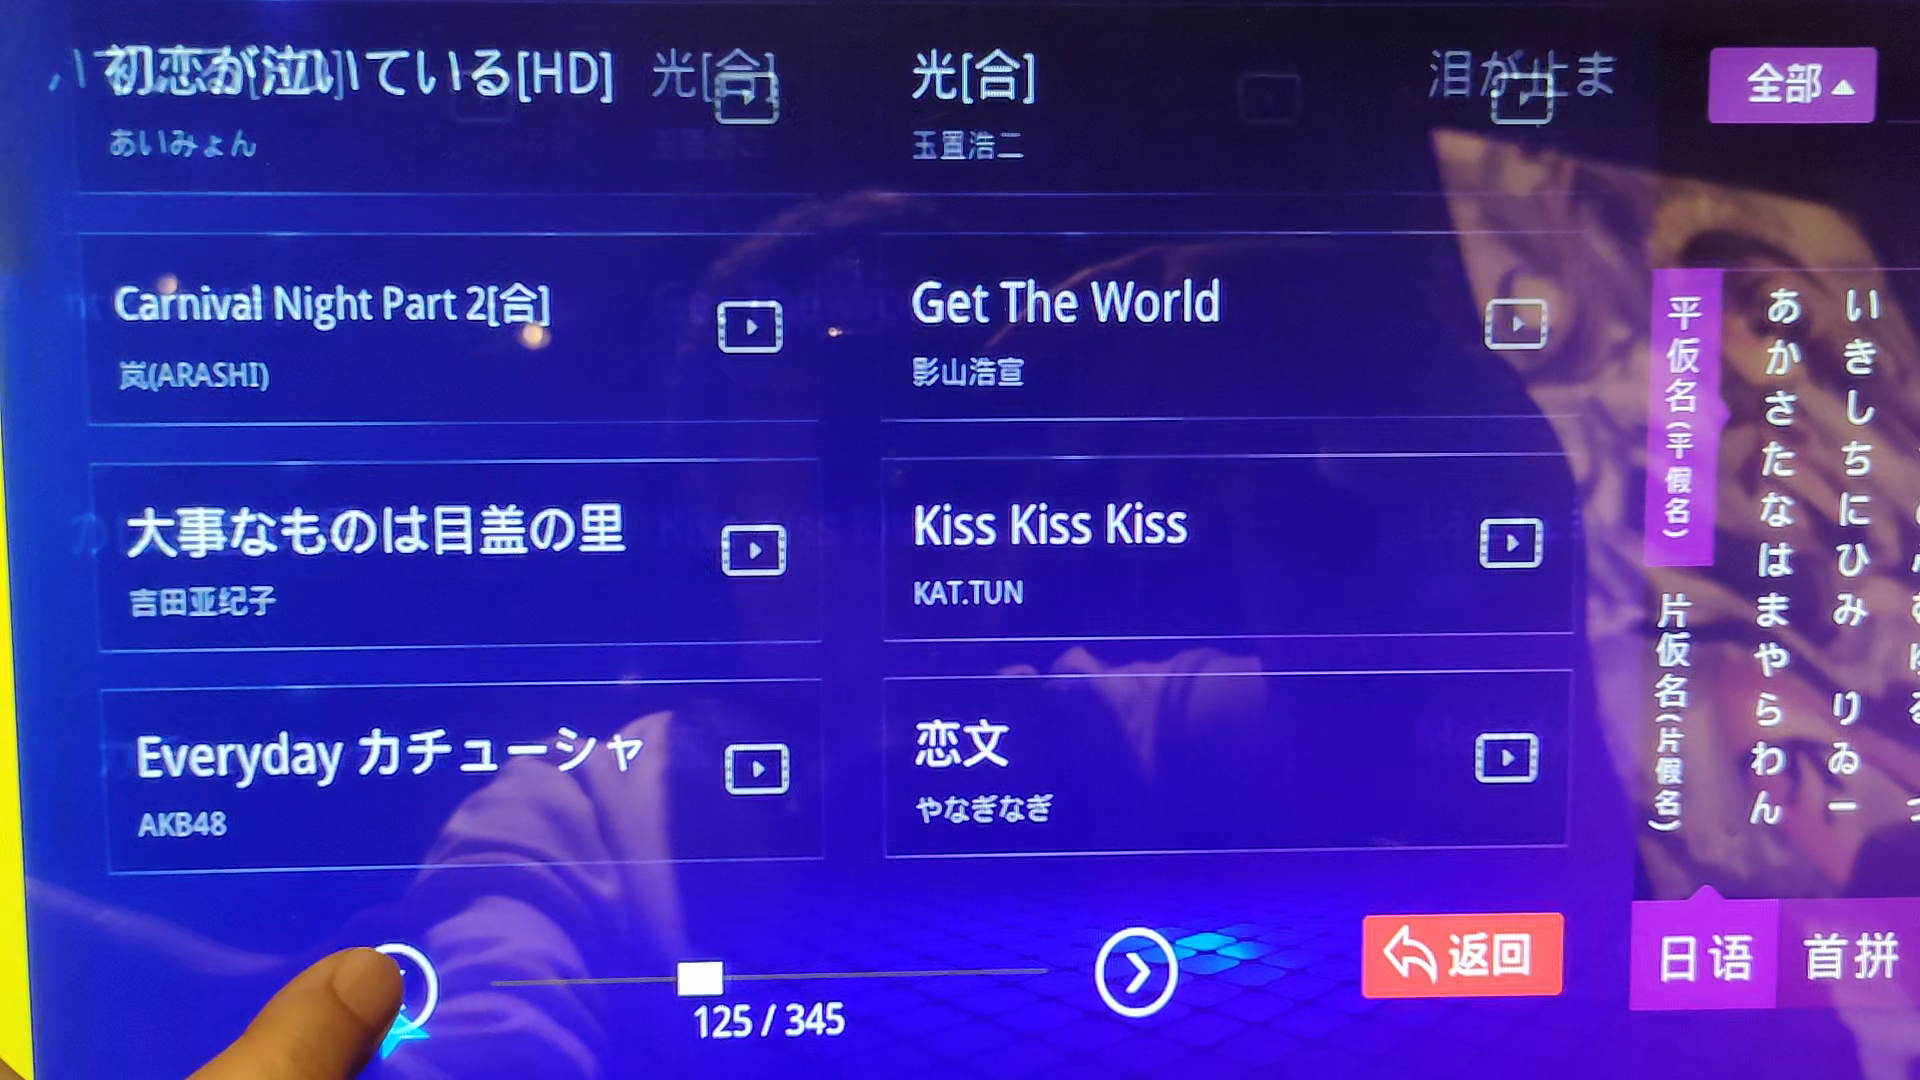 初恋が泣いている[HD]
あいみょん
光[合]
光[合]
玉置浩二
泪が止ま
全部
Carnival Night Part 2[合]
岚(ARASHI)
Get The World
影山浩宣
大事なものは目盖の里
吉田亚纪子
Kiss Kiss Kiss
KAT.TUN
Everyday カチューシャ
AKB48
恋文
やなぎなぎ
125 / 345
返回
平仮名(平假名)
片仮名(片假名)
あかさたなはまやらわん
いきしちにひみ りゐー
日语
首拼